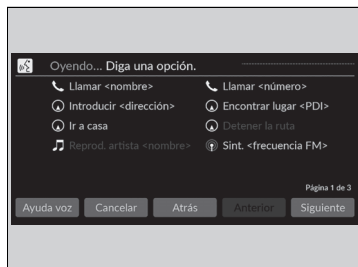 Oyendo... Diga una opción.
Llamar <nombre> Llamar <número>
Introducir <dirección> Encontrar lugar <PDI>
Ir a casa Detener la ruta
Reprod. artista <nombre> Sint. <frecuencia FM>
Página 1 de 3
Ayuda voz Cancelar Atrás Anterior Siguiente